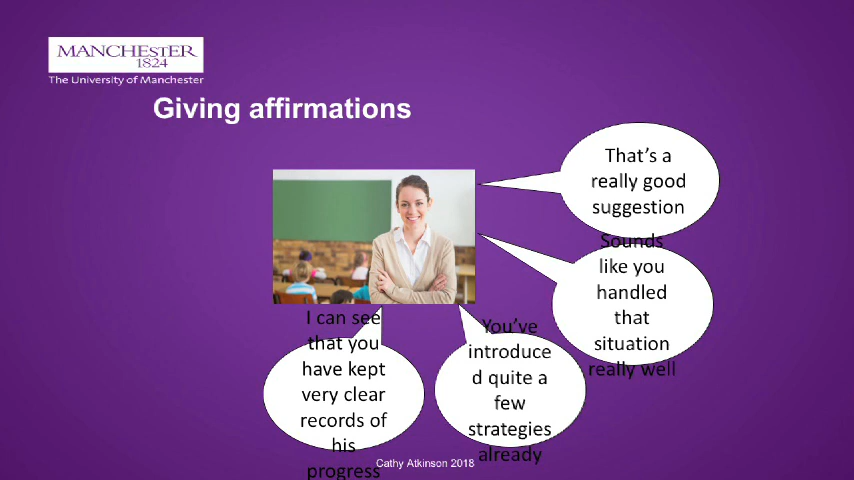 MANCHESTER
1824
The University of Manchester
Giving affirmations
That's a
really good
suggestion
Sounds
like you
handled
that
situation
really well
I can see
that you
have kept
very clear
records of
his
progress
You've
introduce
d quite a
few
strategies
already
Cathy Atkinson 2018